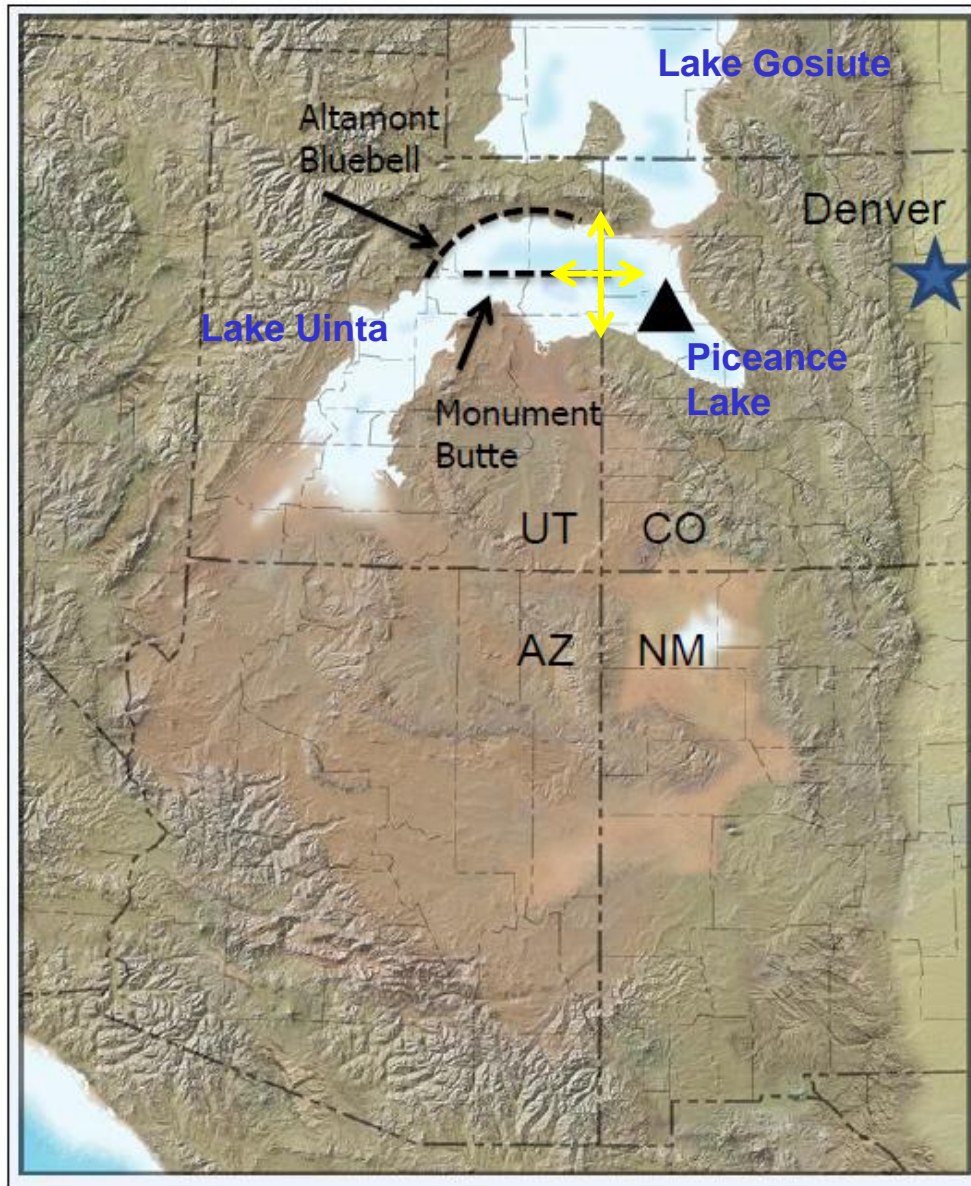 Lake Gosiute
Altamont
Bluebell
Denver
Lake Uinta
Piceance
Lake
Monument
Butte
UT
CO
AZ
NM